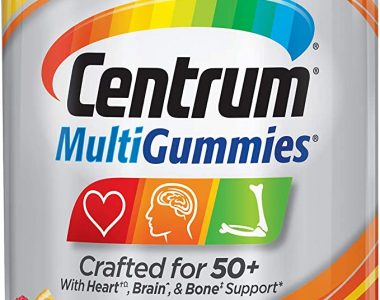 Centrum®
MultiGummies®
Crafted for 50+
With Heart†◊, Brain^, & Bone‡ Support*